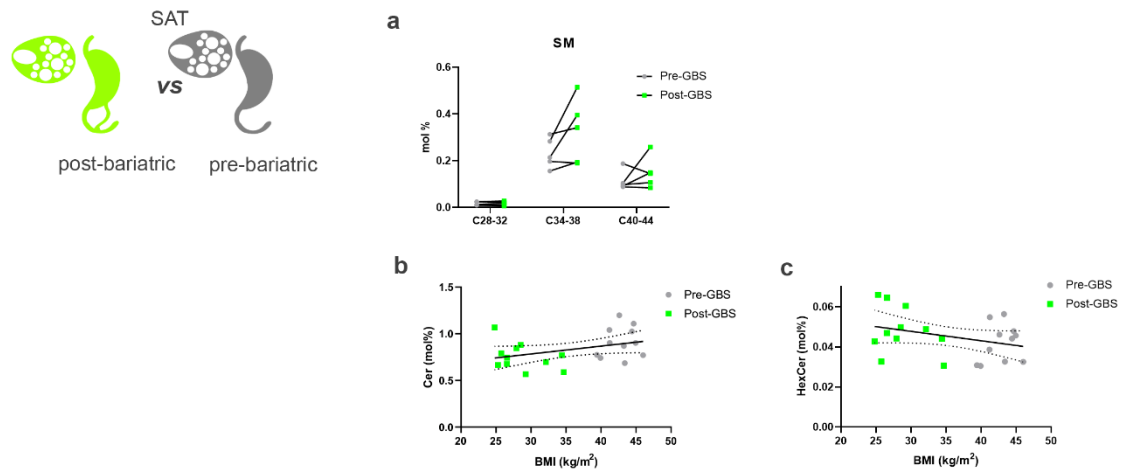 SAT
vs
post-bariatric pre-bariatric
a
SM
Pre-GBS
Post-GBS
mol %
0.6
0.4
0.2
0.0
C28-32 C34-38 C40-44
b
Pre-GBS
Post-GBS
Cer (mol%)
1.5
1.0
0.5
0.0
20 25 30 35 40 45 50
BMI (kg/m²)
c
Pre-GBS
Post-GBS
HexCer (mol%)
0.06
0.04
0.02
0.00
20 25 30 35 40 45 50
BMI (kg/m²)